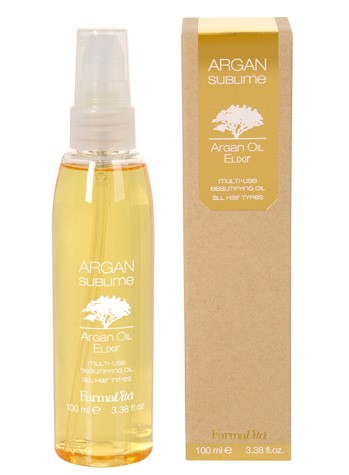 ARGAN
SUBLIME
Argan Oil
Elixir
MULTI-USE
BEAUTIFYING OIL
ALL HAIR TYPES
FarmaVita
100 ml e 3.38 fl.oz.
ARGAN
SUBLIME
Argan Oil
Elixir
MULTI-USE
BEAUTIFYING OIL
ALL HAIR TYPES
FarmaVita
100 ml e 3.38 fl.oz.